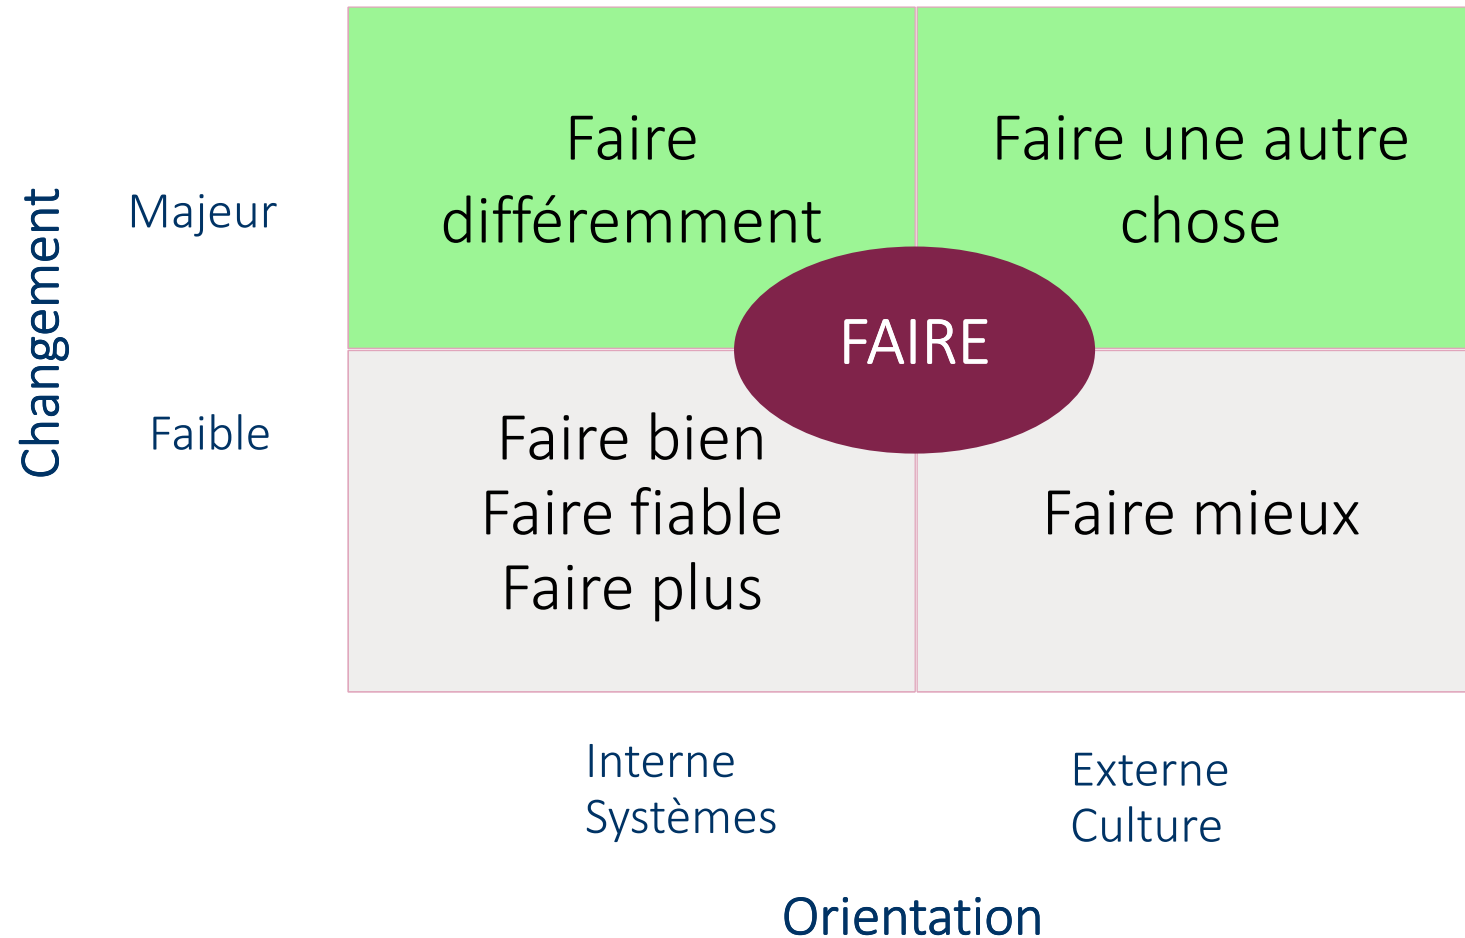 Changement
Majeur
Faible
Faire
différemment
Faire une autre
chose
FAIRE
Faire bien
Faire fiable
Faire plus
Faire mieux
Interne
Systèmes
Externe
Culture
Orientation